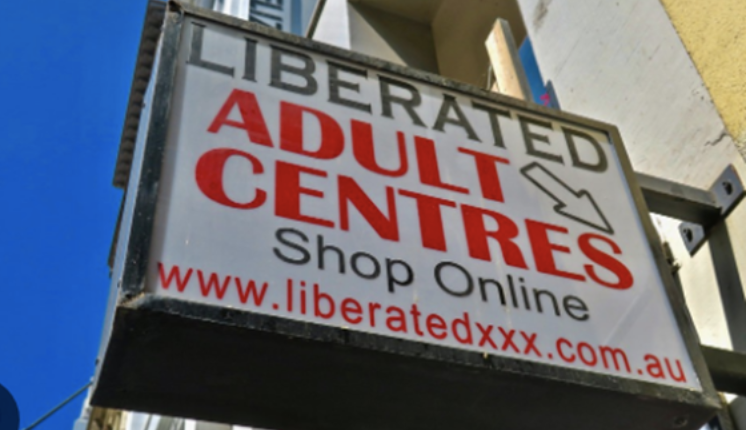 LIBERATED
ADULT
CENTRES
Shop Online
www.liberatedxxx.com.au